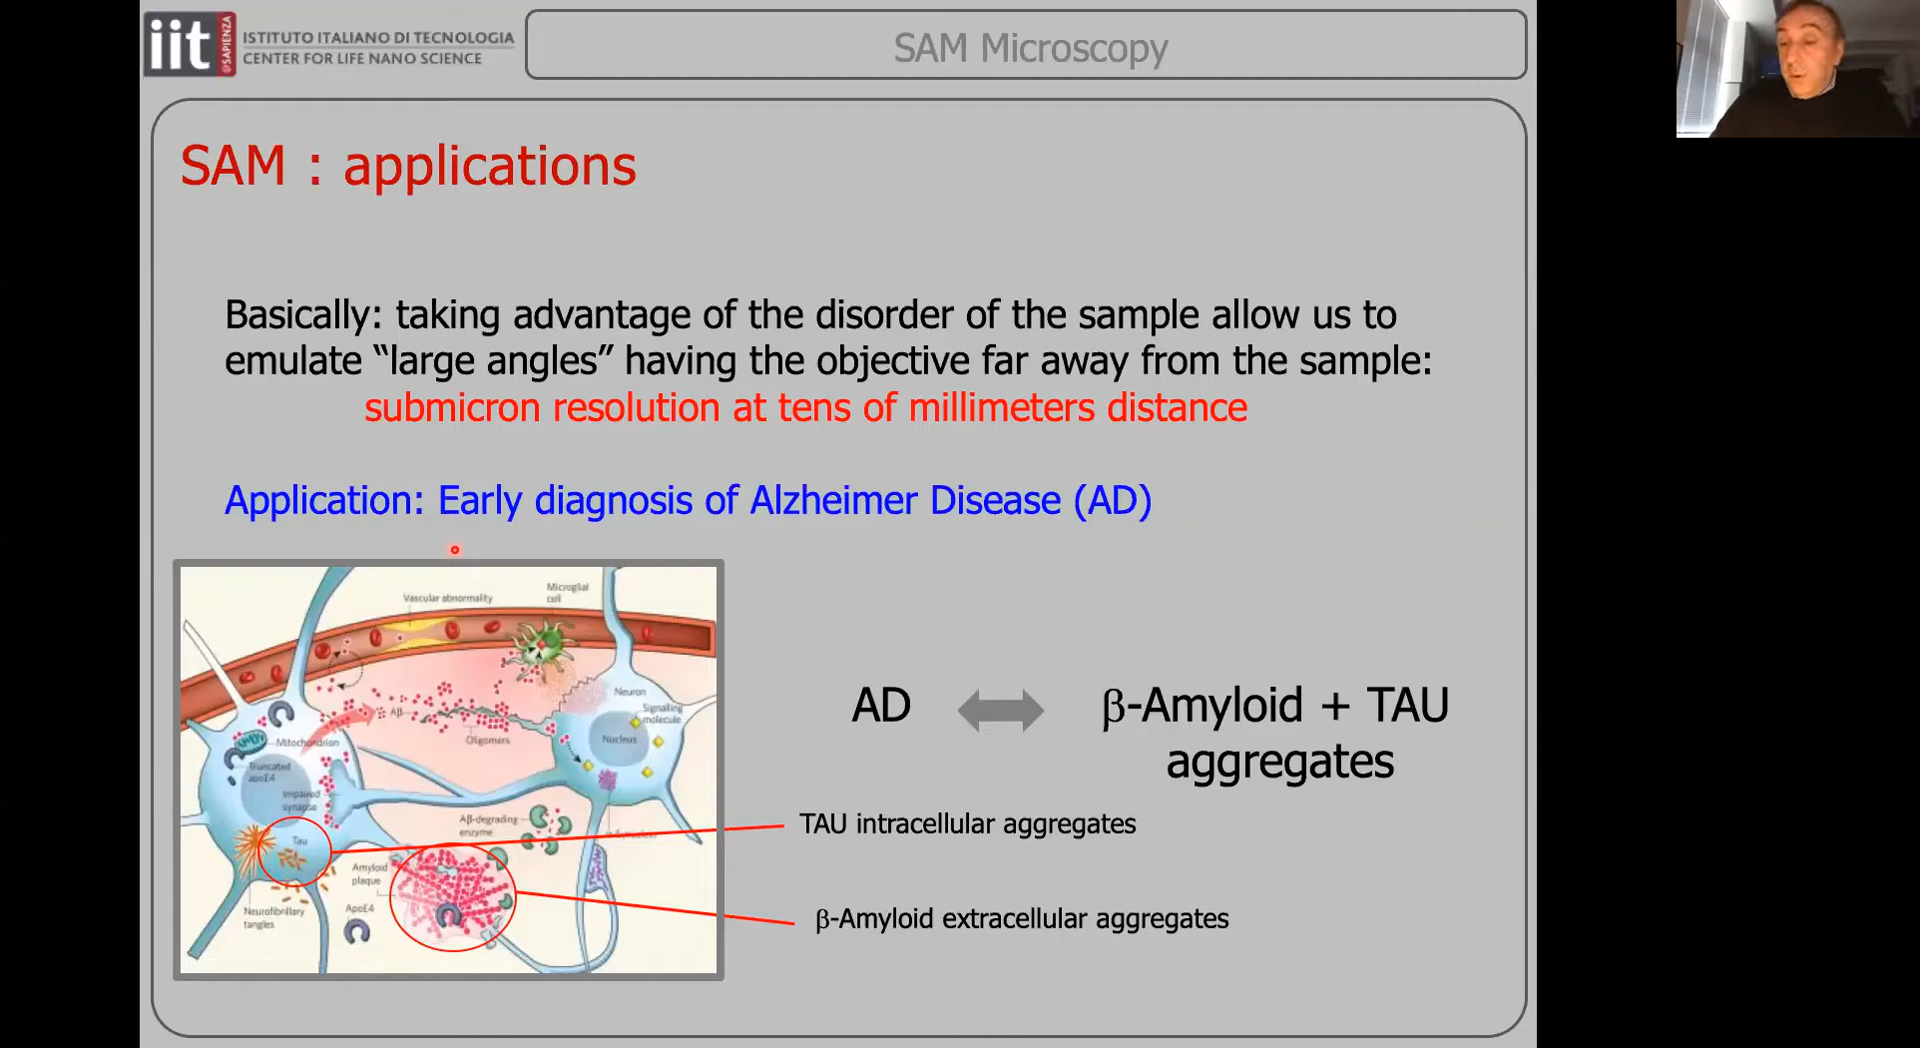 iit
@SAPIENZA
ISTITUTO ITALIANO DI TECNOLOGIA
CENTER FOR LIFE NANO SCIENCE
SAM Microscopy
SAM : applications
Basically: taking advantage of the disorder of the sample allow us to
emulate “large angles” having the objective far away from the sample:
submicron resolution at tens of millimeters distance
Application: Early diagnosis of Alzheimer Disease (AD)
Vascular abnormality
Microglial
cell
Neuron
Signalling
molecule
Aβ
Oligomers
Nucleus
Mitochondrion
Truncated
apoE4
Impaired
synapse
Aβ-degrading
enzyme
Tau
Amyloid
plaque
ApoE4
Neurofibrillary
tangles
AD
β-Amyloid + TAU
aggregates
TAU intracellular aggregates
β-Amyloid extracellular aggregates